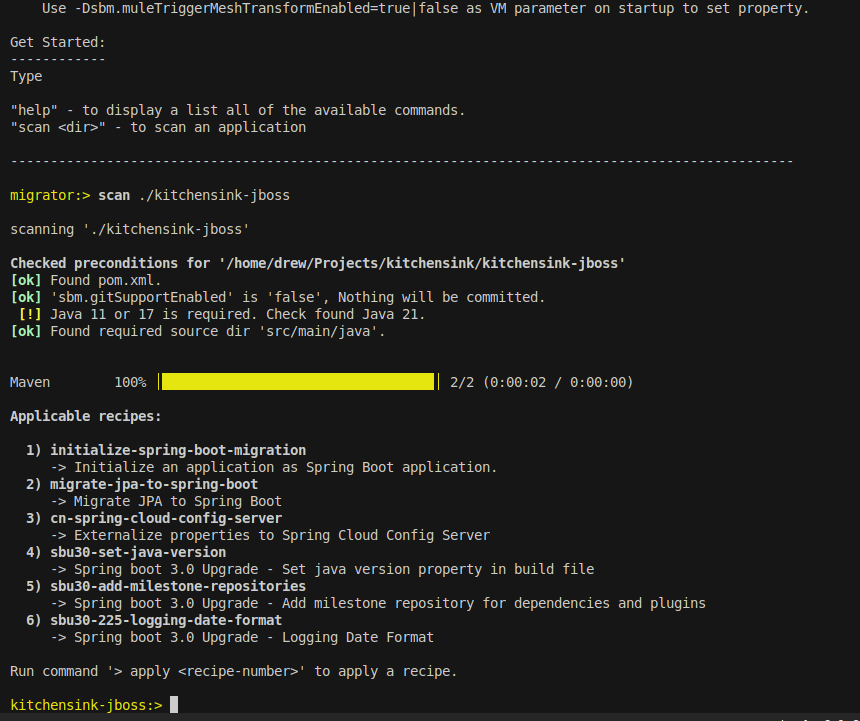 Use -Dsbm.muleTriggerMeshTransformEnabled=true|false as VM parameter on startup to set property.
Get Started:
------------
Type
"help" - to display a list all of the available commands.
"scan <dir>" - to scan an application
--------------------------------------------------------------------------------------------------
migrator:> scan ./kitchensink-jboss
scanning './kitchensink-jboss'
Checked preconditions for '/home/drew/Projects/kitchensink/kitchensink-jboss'
[ok] Found pom.xml.
[ok] 'sbm.gitSupportEnabled' is 'false', Nothing will be committed.
[!] Java 11 or 17 is required. Check found Java 21.
[ok] Found required source dir 'src/main/java'.
Maven 100% │ │ 2/2 (0:00:02 / 0:00:00)
Applicable recipes:
1) initialize-spring-boot-migration
-> Initialize an application as Spring Boot application.
2) migrate-jpa-to-spring-boot
-> Migrate JPA to Spring Boot
3) cn-spring-cloud-config-server
-> Externalize properties to Spring Cloud Config Server
4) sbu30-set-java-version
-> Spring boot 3.0 Upgrade - Set java version property in build file
5) sbu30-add-milestone-repositories
-> Spring boot 3.0 Upgrade - Add milestone repository for dependencies and plugins
6) sbu30-225-logging-date-format
-> Spring boot 3.0 Upgrade - Logging Date Format
Run command '> apply <recipe-number>' to apply a recipe.
kitchensink-jboss:>